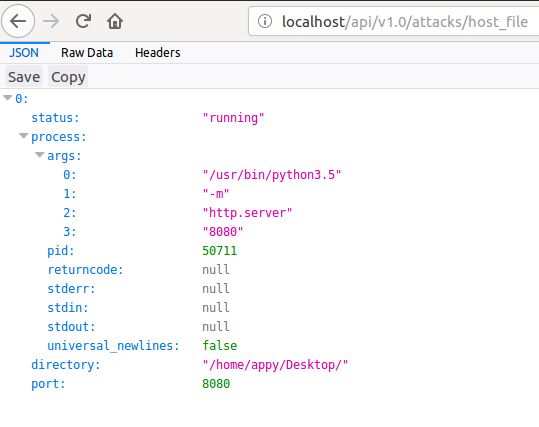 localhost/api/v1.0/attacks/host_file
JSON Raw Data Headers
Save Copy
0:
status: "running"
process:
args:
0: "/usr/bin/python3.5"
1: "-m"
2: "http.server"
3: "8080"
pid: 50711
returncode: null
stderr: null
stdin: null
stdout: null
universal_newlines: false
directory: "/home/appy/Desktop/"
port: 8080